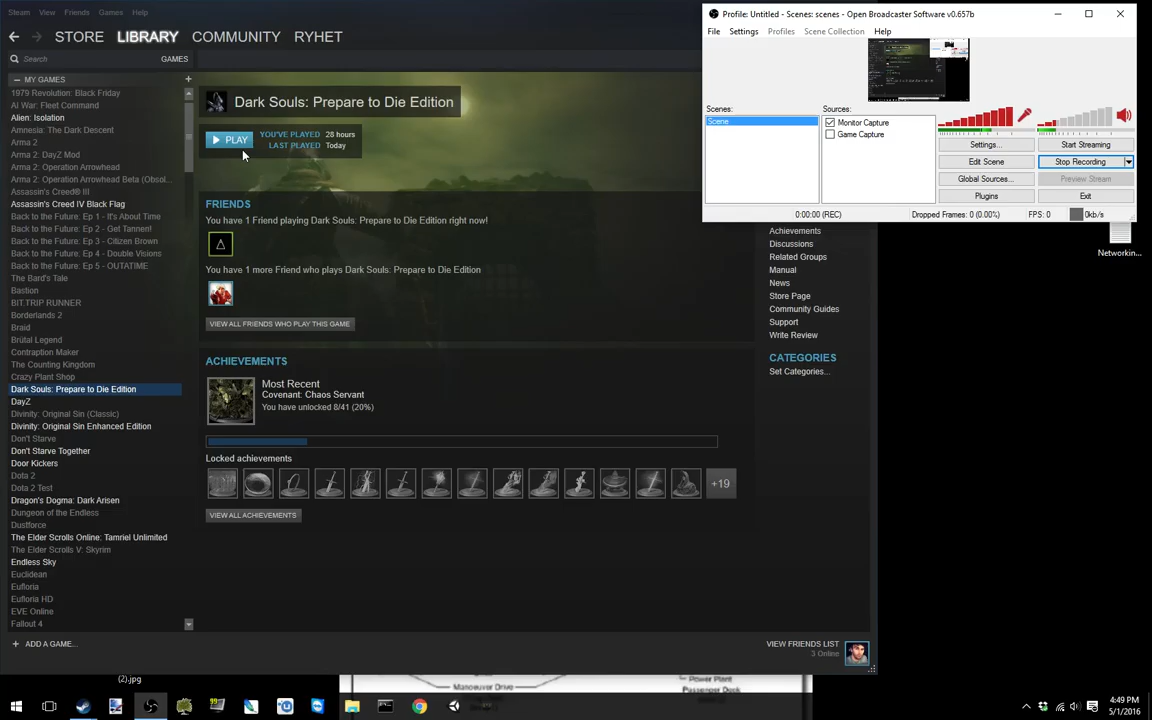 Steam View Friends Games Help
STORE LIBRARY COMMUNITY RYHET
Search GAMES
MY GAMES
1979 Revolution: Black Friday
AI War: Fleet Command
Alien: Isolation
Amnesia: The Dark Descent
Arma 2
Arma 2: DayZ Mod
Arma 2: Operation Arrowhead
Arma 2: Operation Arrowhead Beta (Obsol...
Assassin's Creed® III
Assassin's Creed IV Black Flag
Back to the Future: Ep 1 - It's About Time
Back to the Future: Ep 2 - Get Tannen!
Back to the Future: Ep 3 - Citizen Brown
Back to the Future: Ep 4 - Double Visions
Back to the Future: Ep 5 - OUTATIME
The Bard's Tale
Bastion
BIT.TRIP RUNNER
Borderlands 2
Braid
Brütal Legend
Contraption Maker
The Counting Kingdom
Crazy Plant Shop
Dark Souls: Prepare to Die Edition
DayZ
Divinity: Original Sin (Classic)
Divinity: Original Sin Enhanced Edition
Don't Starve
Don't Starve Together
Door Kickers
Dota 2
Dota 2 Test
Dragon's Dogma: Dark Arisen
Dungeon of the Endless
Dustforce
The Elder Scrolls Online: Tamriel Unlimited
The Elder Scrolls V: Skyrim
Endless Sky
Euclidean
Eufloria
Eufloria HD
EVE Online
Fallout 4
ADD A GAME...
Dark Souls: Prepare to Die Edition
PLAY
YOU'VE PLAYED 28 hours
LAST PLAYED Today
FRIENDS
You have 1 Friend playing Dark Souls: Prepare to Die Edition right now!
You have 1 more Friend who plays Dark Souls: Prepare to Die Edition
VIEW ALL FRIENDS WHO PLAY THIS GAME
ACHIEVEMENTS
Most Recent
Covenant: Chaos Servant
You have unlocked 8/41 (20%)
Locked achievements
+19
VIEW ALL ACHIEVEMENTS
Achievements
Discussions
Related Groups
Manual
News
Store Page
Community Guides
Support
Write Review
CATEGORIES
Set Categories...
VIEW FRIENDS LIST
3 Online
Profile: Untitled - Scenes: scenes - Open Broadcaster Software v0.657b
File Settings Profiles Scene Collection Help
Scenes:
Scene
Sources:
Monitor Capture
Game Capture
Settings... Start Streaming
Edit Scene Stop Recording
Global Sources... Preview Stream
Plugins Exit
0:00:00 (REC) Dropped Frames: 0 (0.00%) FPS: 0 0kb/s
Networkin...
(2).jpg
Manoeuver Drive
Power Plant
Passenger Deck
4:49 PM
5/1/2016